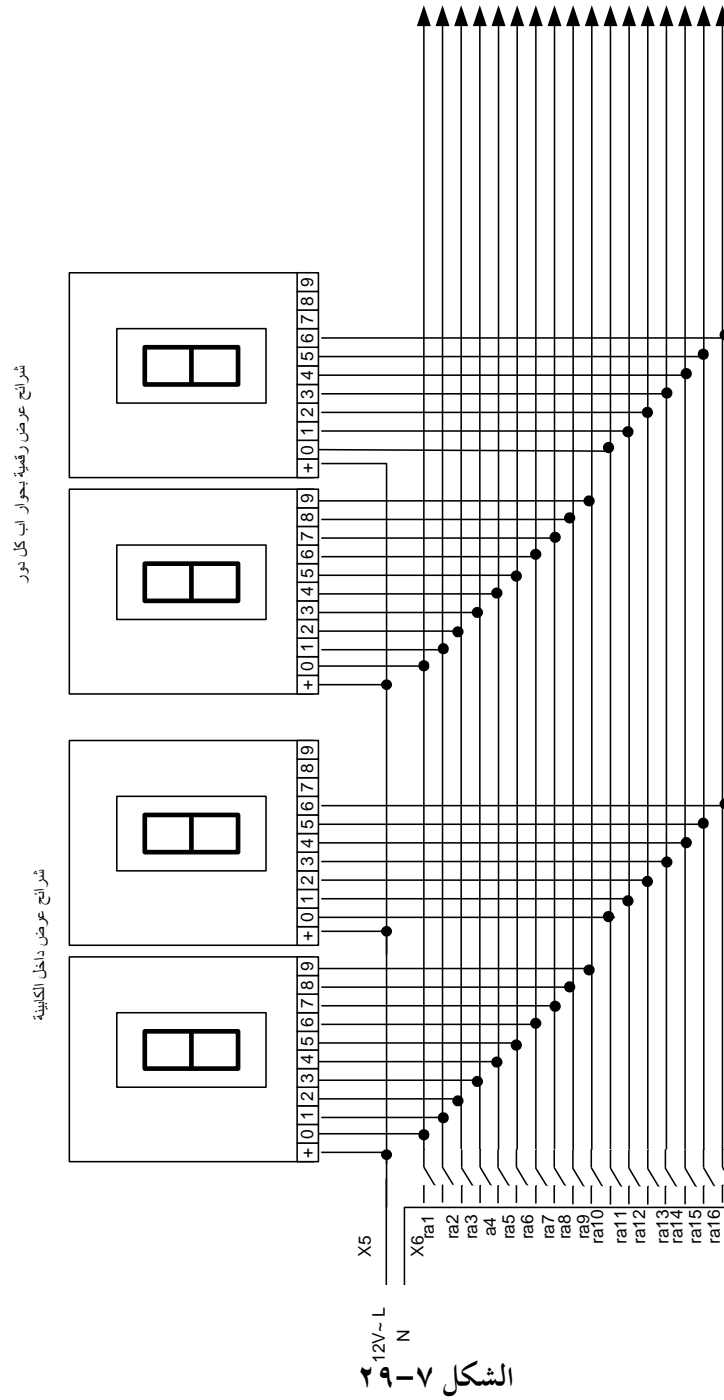 شرائح عرض رقمية بجوار اب كل دور
+ 0 1 2 3 4 5 6 7 8 9
+ 0 1 2 3 4 5 6 7 8 9
شرائح عرض داخل الكابينة
+ 0 1 2 3 4 5 6 7 8 9
+ 0 1 2 3 4 5 6 7 8 9
X5
12V~ L
N
X6
ra1
ra2
ra3
a4
ra5
ra6
ra7
ra8
ra9
ra10
ra11
ra12
ra13
ra14
ra15
ra16
الشكل ٧-٢٩